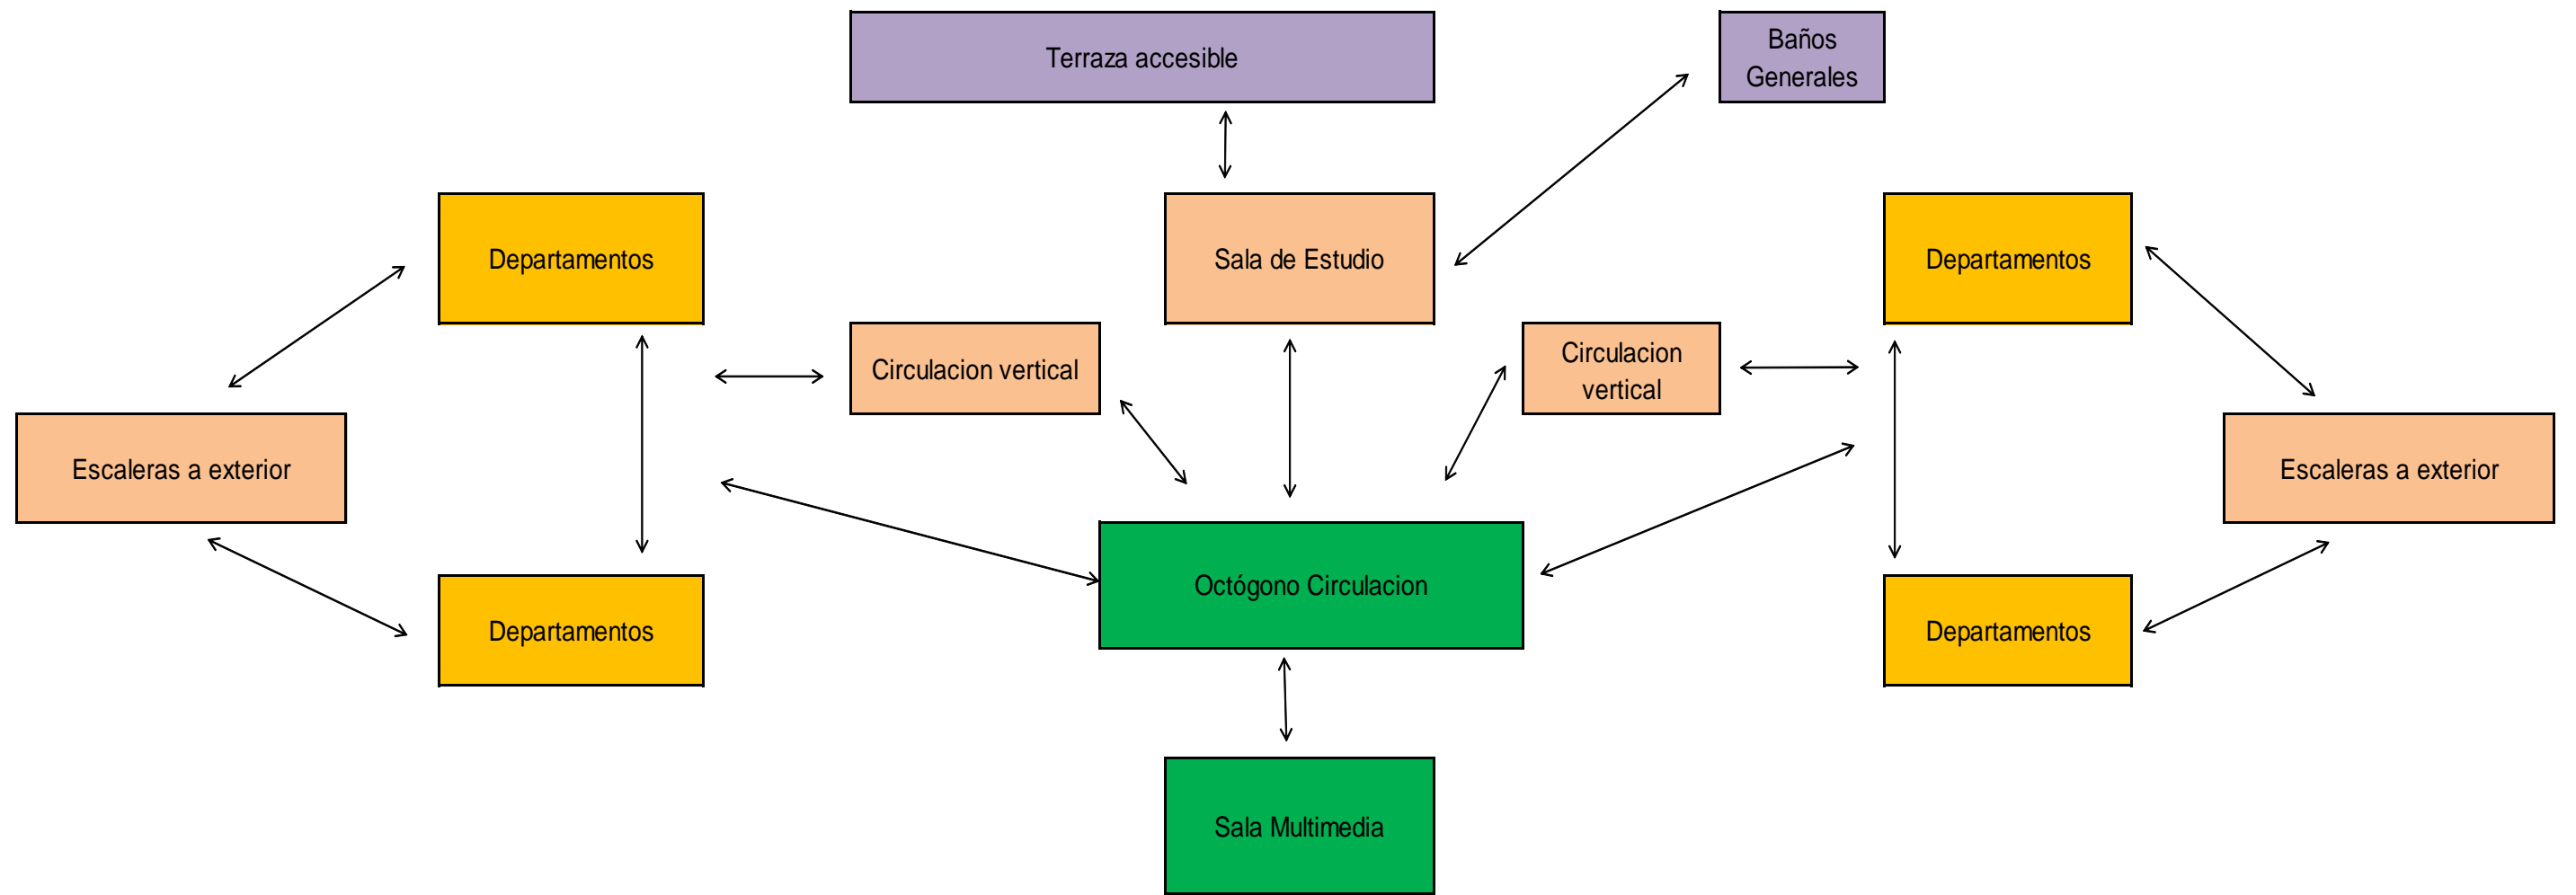 Terraza accesible
Baños
Generales
Departamentos
Sala de Estudio
Departamentos
Circulacion vertical
Circulacion
vertical
Escaleras a exterior
Escaleras a exterior
Octógono Circulacion
Departamentos
Departamentos
Sala Multimedia